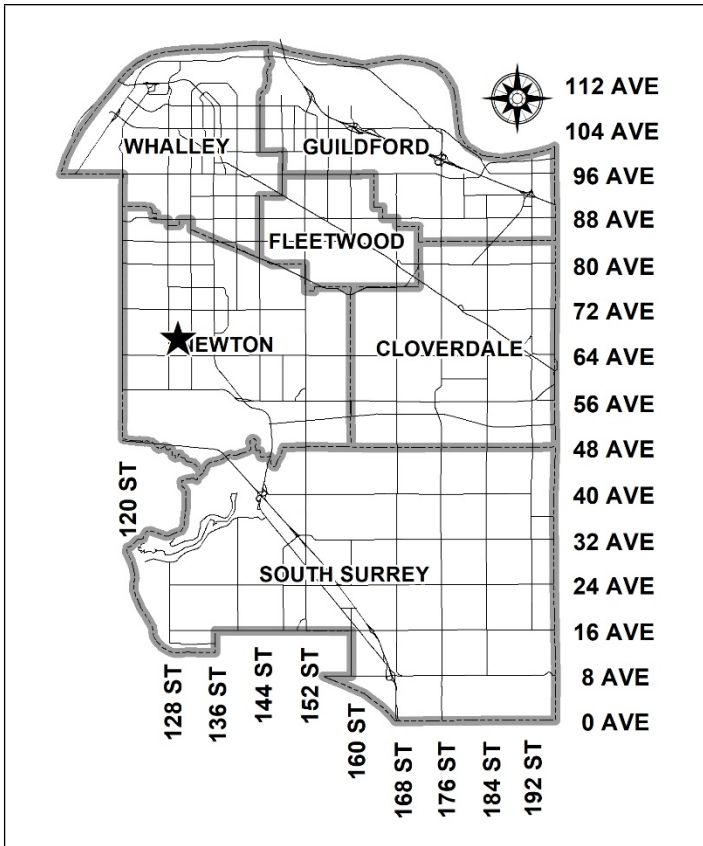 112 AVE
104 AVE
WHALLEY
GUILDFORD
96 AVE
88 AVE
FLEETWOOD
80 AVE
72 AVE
NEWTON
CLOVERDALE
64 AVE
56 AVE
48 AVE
120 ST
40 AVE
32 AVE
SOUTH SURREY
24 AVE
16 AVE
8 AVE
0 AVE
128 ST
136 ST
144 ST
152 ST
160 ST
168 ST
176 ST
184 ST
192 ST